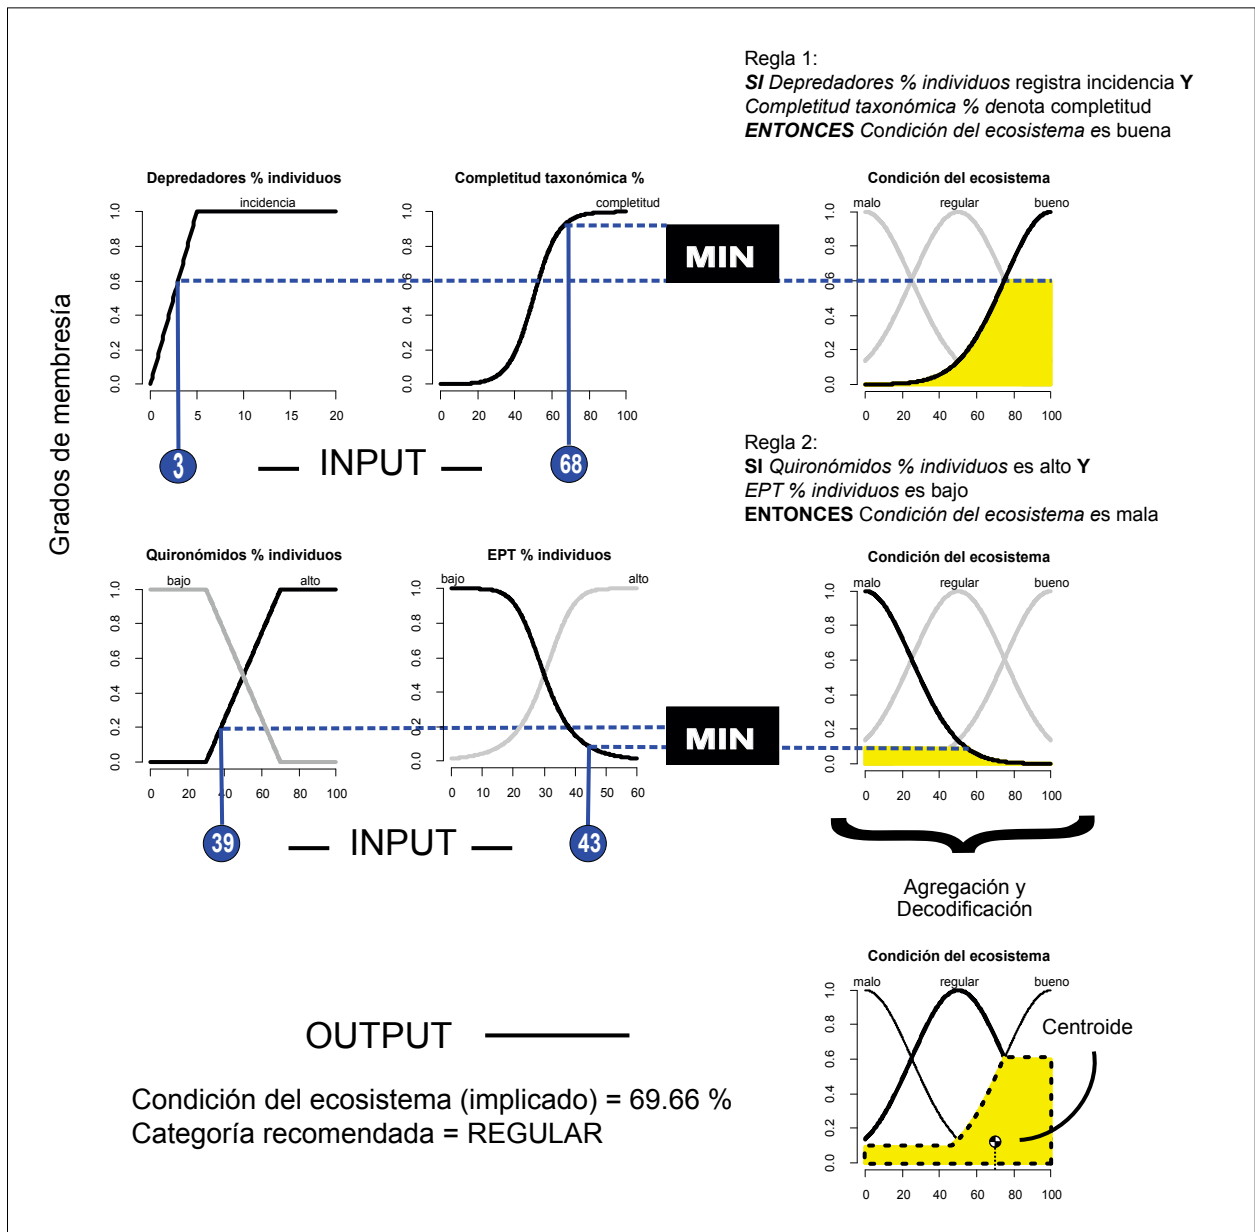 Regla 1:
SI Depredadores % individuos registra incidencia Y
Completitud taxonómica % denota completitud
ENTONCES Condición del ecosistema es buena
Grados de membresía
Depredadores % individuos
incidencia
0.0 0.2 0.4 0.6 0.8 1.0
0 5 10 15 20
Completitud taxonómica %
completitud
0.0 0.2 0.4 0.6 0.8 1.0
0 20 40 60 80 100
MIN
Condición del ecosistema
malo regular bueno
0.0 0.2 0.4 0.6 0.8 1.0
0 20 40 60 80 100
3 INPUT 68
Regla 2:
SI Quironómidos % individuos es alto Y
EPT % individuos es bajo
ENTONCES Condición del ecosistema es mala
Quironómidos % individuos
bajo alto
0.0 0.2 0.4 0.6 0.8 1.0
0 20 40 60 80 100
EPT % individuos
bajo alto
0.0 0.2 0.4 0.6 0.8 1.0
0 10 20 30 40 50 60
MIN
Condición del ecosistema
malo regular bueno
0.0 0.2 0.4 0.6 0.8 1.0
0 20 40 60 80 100
39 INPUT 43
Agregación y
Decodificación
Condición del ecosistema
malo regular bueno
0.0 0.2 0.4 0.6 0.8 1.0
0 20 40 60 80 100
Centroide
OUTPUT
Condición del ecosistema (implicado) = 69.66 %
Categoría recomendada = REGULAR